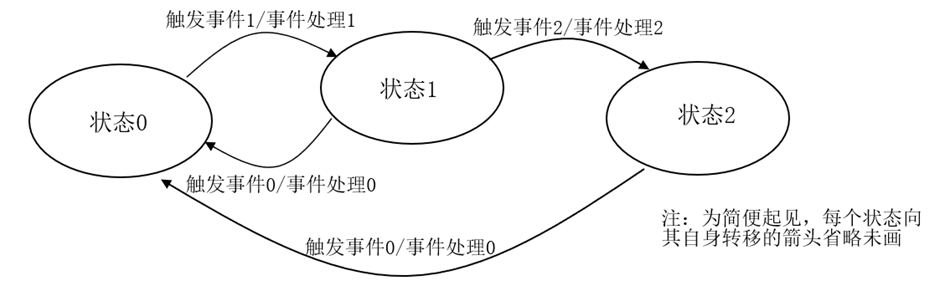 触发事件1/事件处理1
触发事件2/事件处理2
状态0
状态1
状态2
触发事件0/事件处理0
触发事件0/事件处理0
注：为简便起见，每个状态向
其自身转移的箭头省略未画